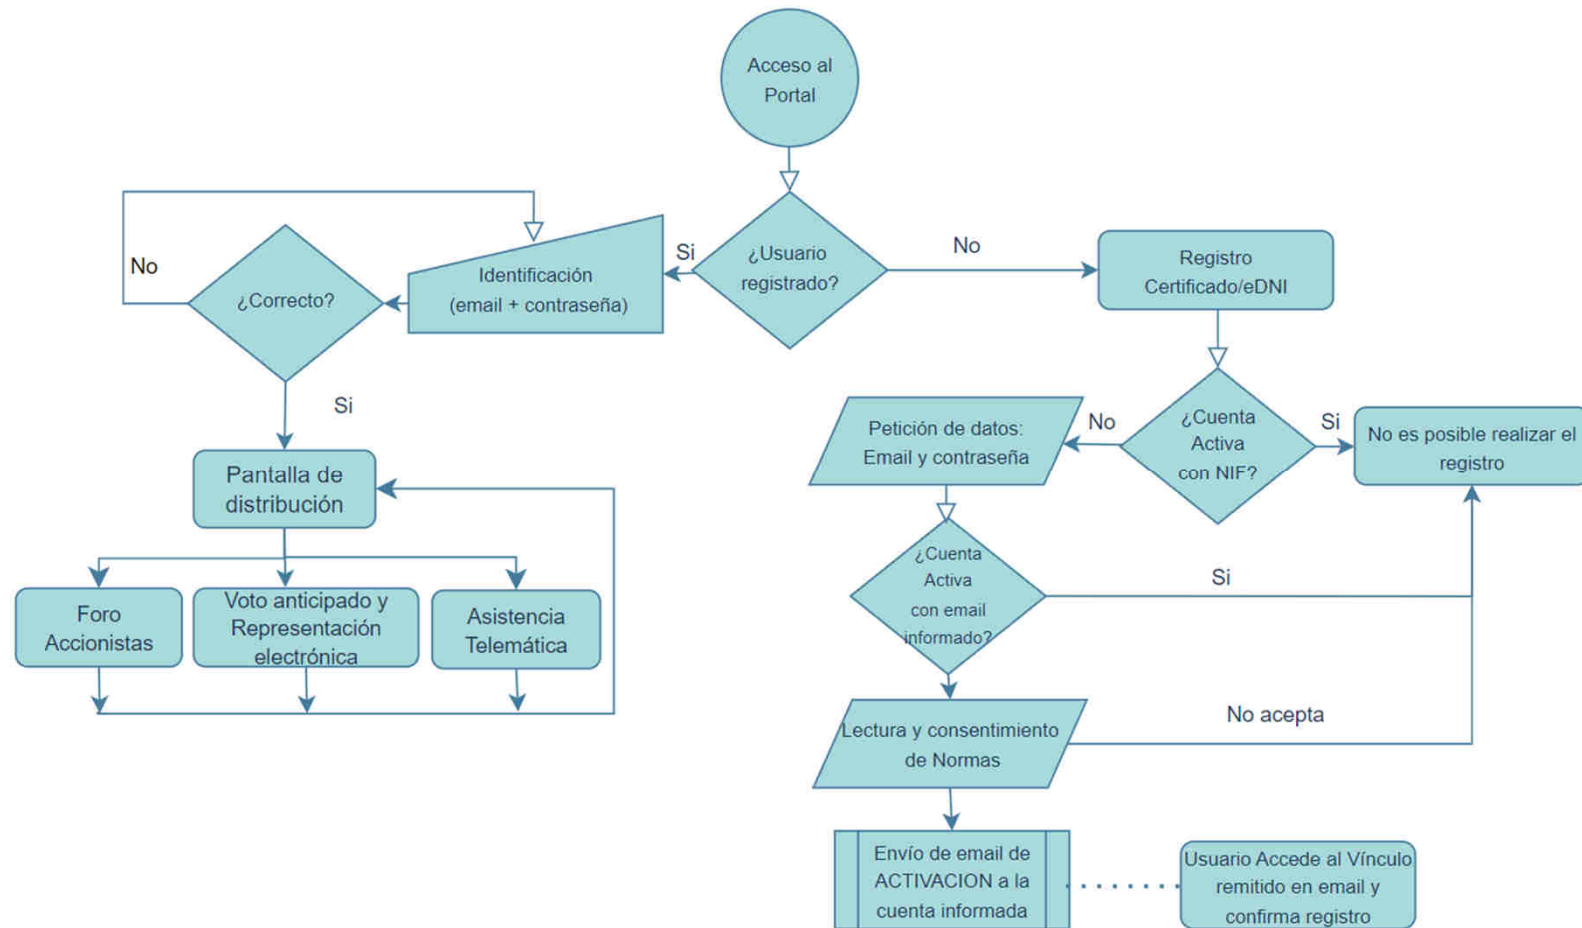 Acceso al
Portal
¿Usuario
registrado?
Si
No
Identificación
(email + contraseña)
¿Correcto?
No
Si
Pantalla de
distribución
Foro
Accionistas
Voto anticipado y
Representación
electrónica
Asistencia
Telemática
Registro
Certificado/eDNI
¿Cuenta
Activa
con NIF?
No
Si
No es posible realizar el
registro
Petición de datos:
Email y contraseña
¿Cuenta
Activa
con email
informado?
Si
Lectura y consentimiento
de Normas
No acepta
Envío de email de
ACTIVACION a la
cuenta informada
Usuario Accede al Vínculo
remitido en email y
confirma registro